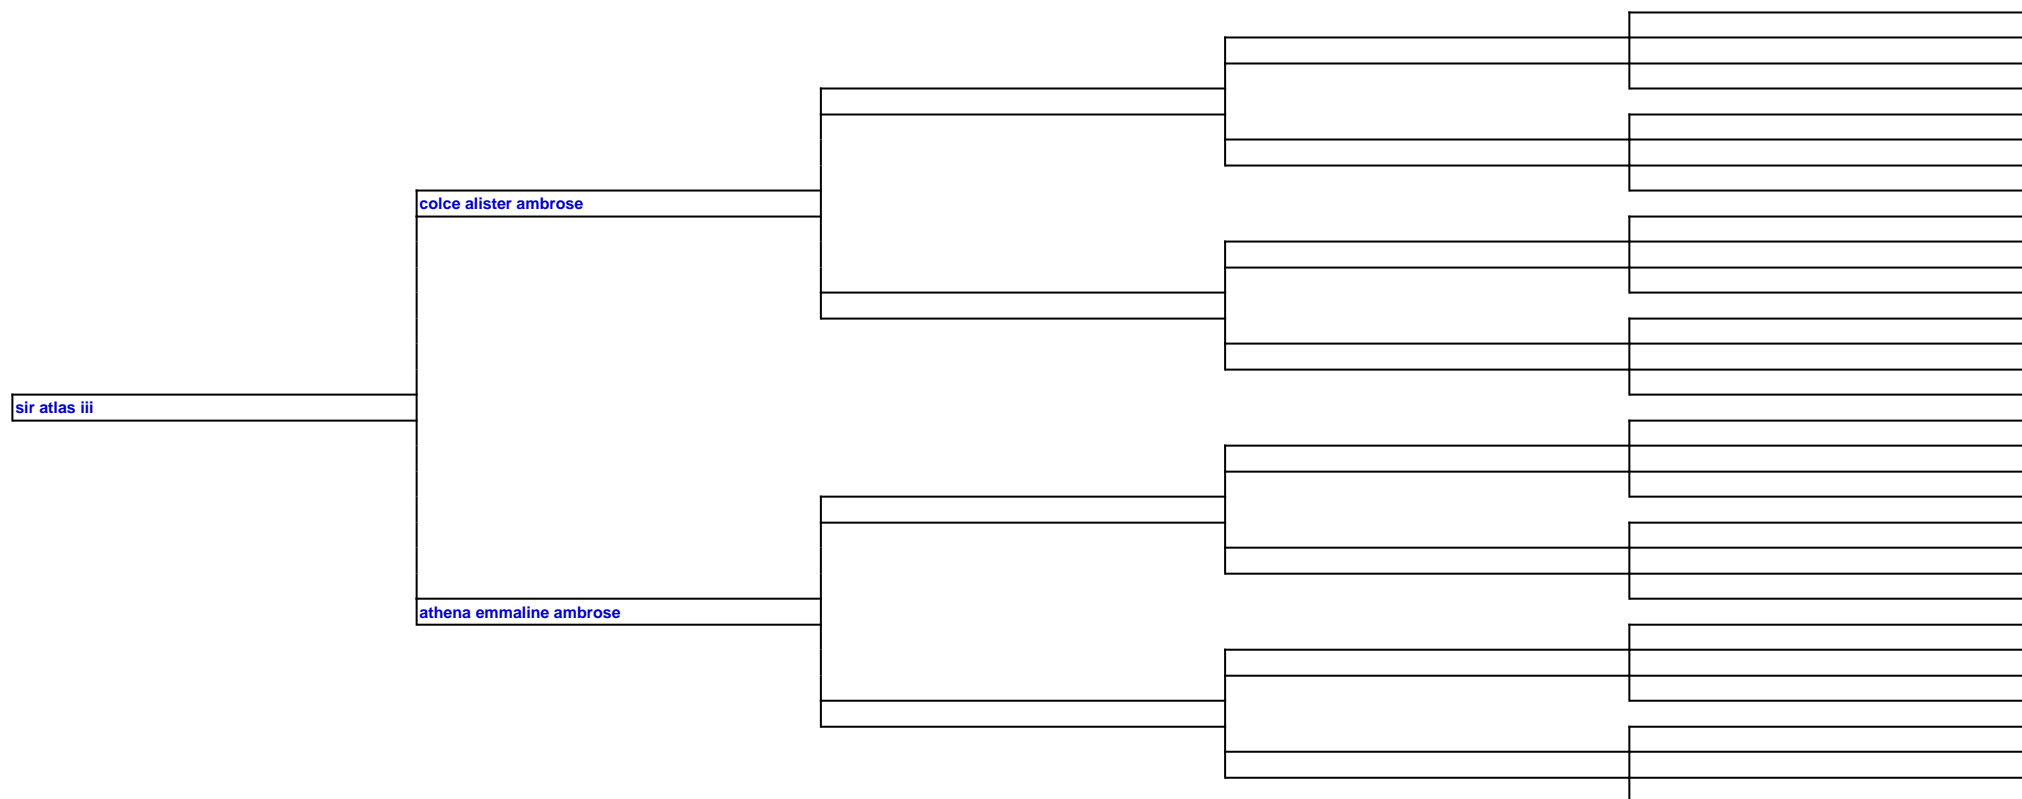 colce alister ambrose
sir atlas iii
athena emmaline ambrose